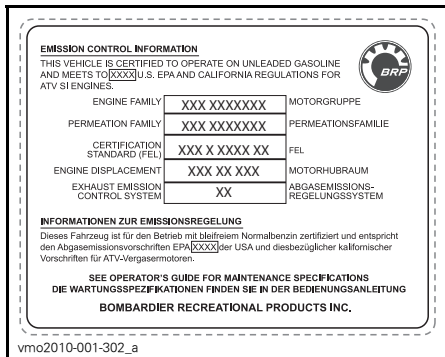 EMISSION CONTROL INFORMATION
THIS VEHICLE IS CERTIFIED TO OPERATE ON UNLEADED GASOLINE
AND MEETS TO XXXX U.S. EPA AND CALIFORNIA REGULATIONS FOR
ATV SI ENGINES.
BRP
ENGINE FAMILY XXX XXXXXXX MOTORGRUPPE
PERMEATION FAMILY XXX XXXXXXX PERMEATIONSFAMILIE
CERTIFICATION
STANDARD (FEL) XXX X XXXX XX FEL
ENGINE DISPLACEMENT XXX XX XXX MOTORHUBRAUM
EXHAUST EMISSION
CONTROL SYSTEM XX ABGASEMISSIONS-
REGELUNGSSYSTEM
INFORMATIONEN ZUR EMISSIONSREGELUNG
Dieses Fahrzeug ist für den Betrieb mit bleifreiem Normalbenzin zertifiziert und entspricht
den Abgasemissionsvorschriften EPA XXXX der USA und diesbezüglicher kalifornischer
Vorschriften für ATV-Vergasermotoren.
SEE OPERATOR'S GUIDE FOR MAINTENANCE SPECIFICATIONS
DIE WARTUNGSSPEZIFIKATIONEN FINDEN SIE IN DER BEDIENUNGSANLEITUNG
BOMBARDIER RECREATIONAL PRODUCTS INC.
vmo2010-001-302_a